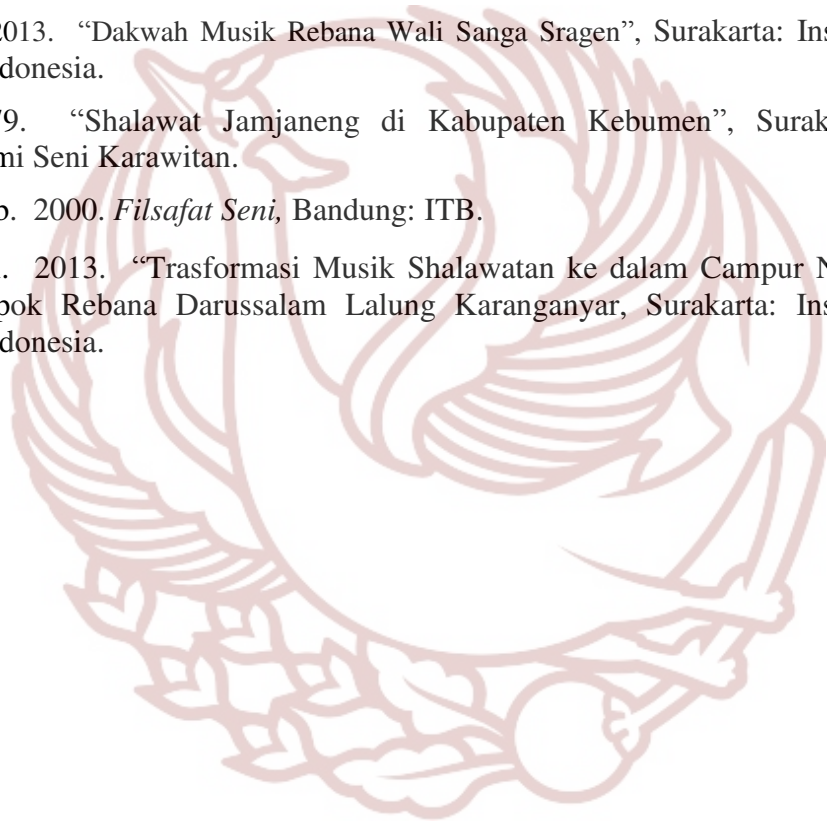 2013. “Dakwah Musik Rebana Wali Sanga Sragen”, Surakarta: Ins
donesia.
79. “Shalawat Jamjaneng di Kabupaten Kebumen”, Surak
mi Seni Karawitan.
b. 2000. Filsafat Seni, Bandung: ITB.
. 2013. “Trasformasi Musik Shalawatan ke dalam Campur N
pok Rebana Darussalam Lalung Karanganyar, Surakarta: Ins
donesia.